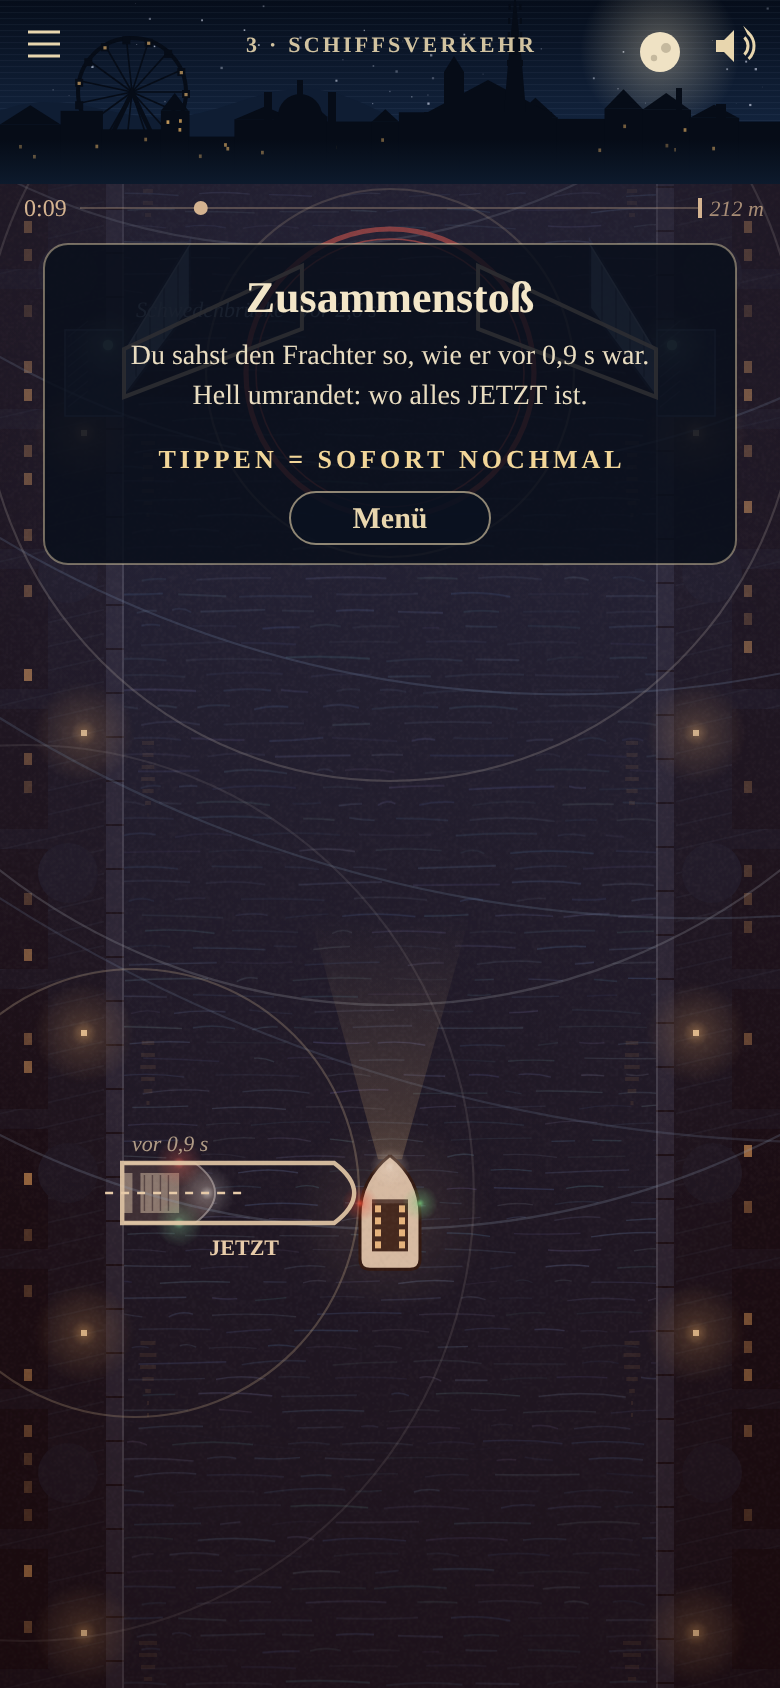 3 · SCHIFFSVERKEHR
0:09
212 m
Zusammenstoß
Du sahst den Frachter so, wie er vor 0,9 s war.
Hell umrandet: wo alles JETZT ist.
TIPPEN = SOFORT NOCHMAL
Menü
vor 0,9 s
JETZT